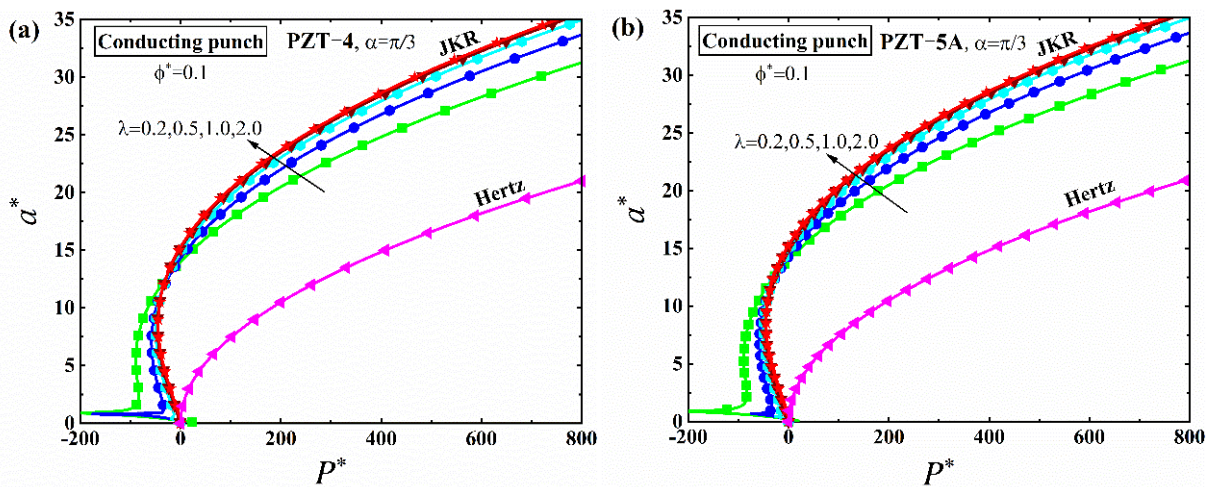 (a)
35
30
25
20
15
10
5
0
a*
Conducting punch
PZT−4, α=π/3
ϕ*=0.1
JKR
λ=0.2,0.5,1.0,2.0
Hertz
-200 0 200 400 600 800
P*
(b)
35
30
25
20
15
10
5
0
a*
Conducting punch
PZT−5A, α=π/3
ϕ*=0.1
JKR
λ=0.2,0.5,1.0,2.0
Hertz
-200 0 200 400 600 800
P*